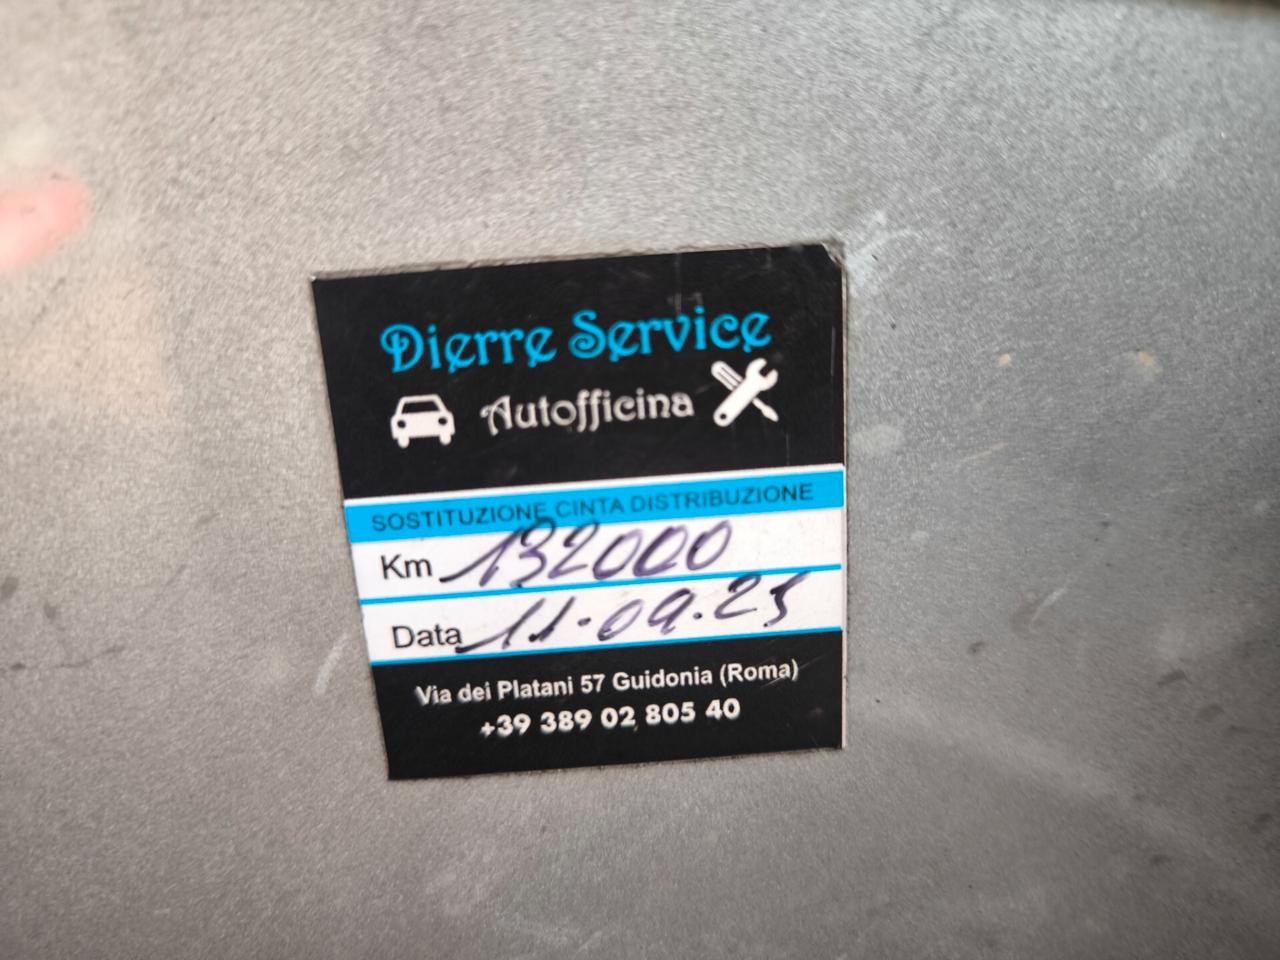 Dierre Service
Autofficina
SOSTITUZIONE CINTA DISTRIBUZIONE
Km 132000
Data 11.09.25
Via dei Platani 57 Guidonia (Roma)
+39 389 02 805 40